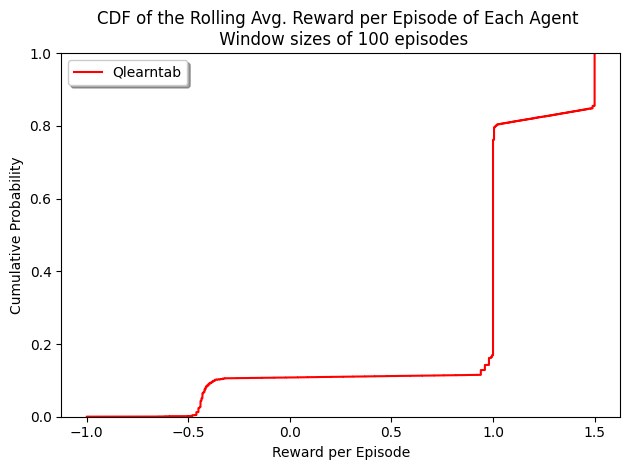 CDF of the Rolling Avg. Reward per Episode of Each Agent
Window sizes of 100 episodes
Qlearntab
1.0
0.8
0.6
0.4
0.2
0.0
Cumulative Probability
−1.0 −0.5 0.0 0.5 1.0 1.5
Reward per Episode